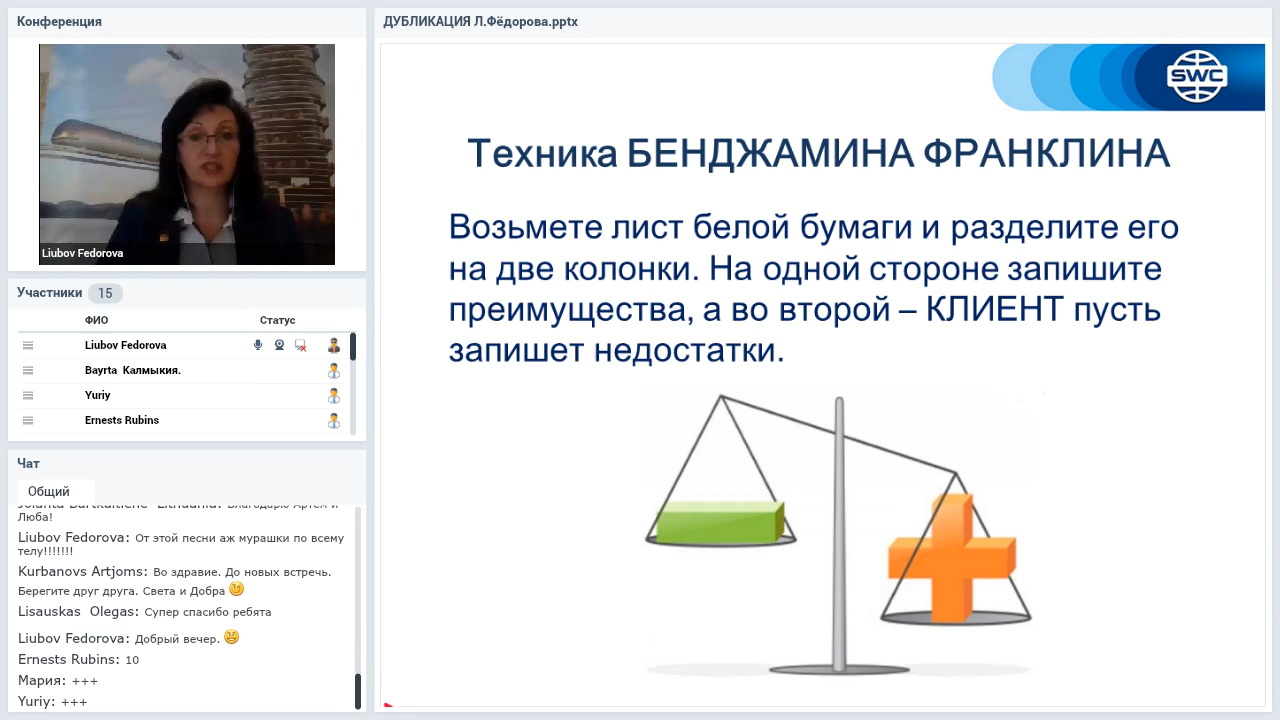 Конференция
Liubov Fedorova
Участники 15
ФИО Статус
Liubov Fedorova
Bayrta Калмыкия.
Yuriy
Ernests Rubins
Чат
Общий
Люба!
Liubov Fedorova: От этой песни аж мурашки по всему
телу!!!!!!!
Kurbanovs Artjoms: Во здравие. До новых встречь.
Берегите друг друга. Света и Добра
Lisauskas Olegas: Супер спасибо ребята
Liubov Fedorova: Добрый вечер.
Ernests Rubins: 10
Мария: +++
Yuriy: +++
ДУБЛИКАЦИЯ Л.Фёдорова.pptx
SWC
Техника БЕНДЖАМИНА ФРАНКЛИНА
Возьмете лист белой бумаги и разделите его
на две колонки. На одной стороне запишите
преимущества, а во второй – КЛИЕНТ пусть
запишет недостатки.